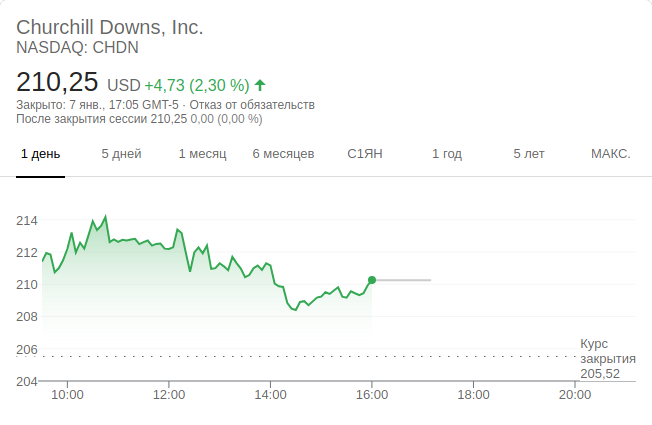 Churchill Downs, Inc.
NASDAQ: CHDN
210,25 USD +4,73 (2,30 %)
Закрыто: 7 янв., 17:05 GMT-5 · Отказ от обязательств
После закрытия сессии 210,25 0,00 (0,00 %)
1 день 5 дней 1 месяц 6 месяцев С1ЯН 1 год 5 лет МАКС.
214
212
210
208
206
204
Курс
закрытия
205,52
10:00 12:00 14:00 16:00 18:00 20:00